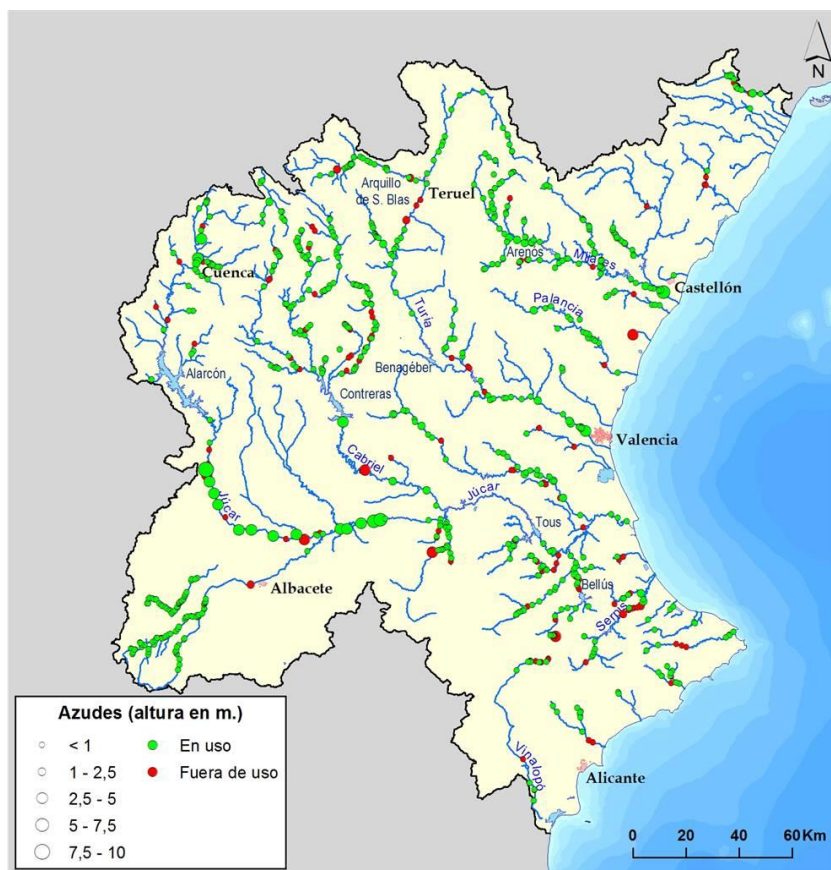 N
Arquillo
de S. Blas
Teruel
Cuenca
Arenos
Mijares
Castellón
Palancia
Turia
Alarcón
Benagéber
Contreras
Valencia
Cabriel
Júcar
Júcar
Tous
Albacete
Bellús
Serpis
Vinalopó
Alicante
Azudes (altura en m.)
< 1
1 - 2,5
2,5 - 5
5 - 7,5
7,5 - 10
En uso
Fuera de uso
0 20 40 60 Km